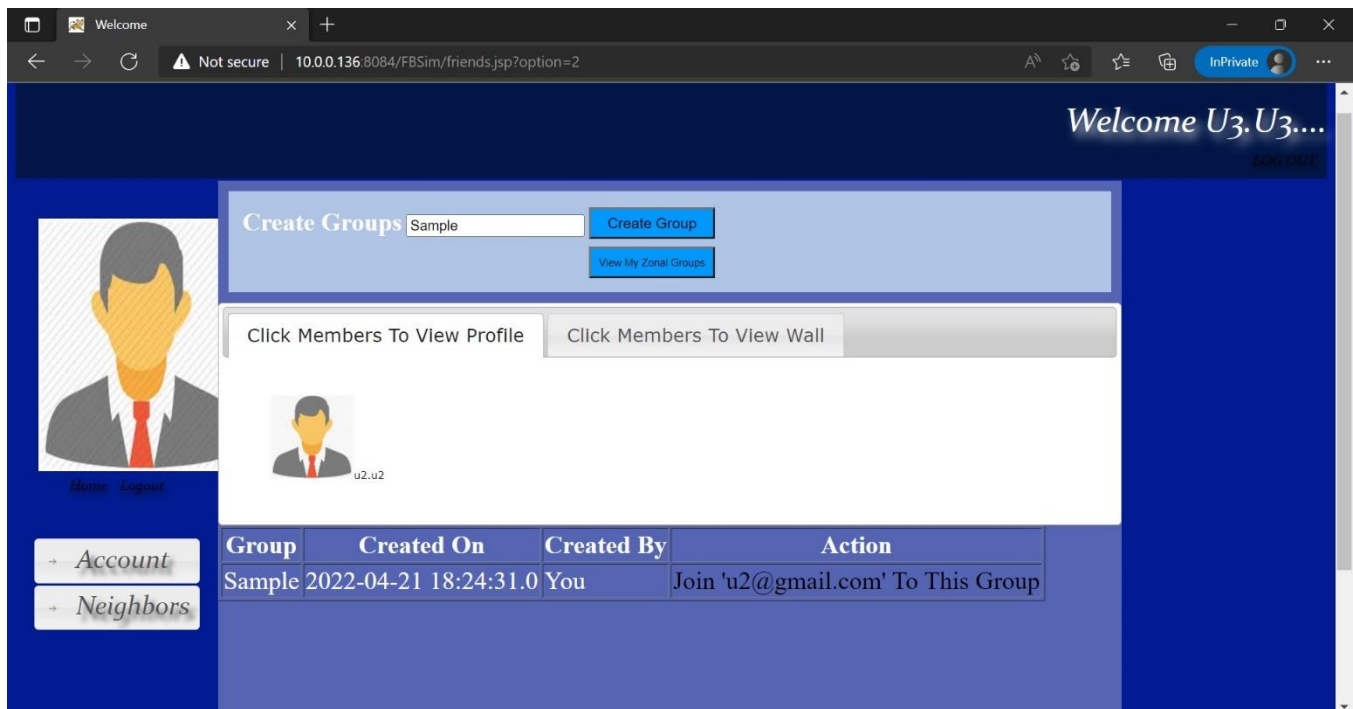 Welcome
Not secure 10.0.0.136:8084/FBSim/friends.jsp?option=2
InPrivate
Welcome U3.U3....
LOG OUT
Create Groups Sample Create Group
View My Zonal Groups
Click Members To View Profile Click Members To View Wall
u2.u2
Home Logout
Account
Neighbors
Group Created On Created By Action
Sample 2022-04-21 18:24:31.0 You Join 'u2@gmail.com' To This Group